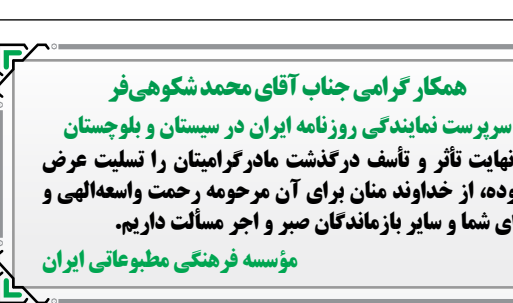 همکار گرامی جناب آقای محمد شکوهی‌فر
سرپرست نمایندگی روزنامه ایران در سیستان و بلوچستان
نهایت تأثر و تأسف درگذشت مادرگرامیتان را تسلیت عرض
وده، از خداوند منان برای آن مرحومه رحمت واسعه‌الهی و
ای شما و سایر بازماندگان صبر و اجر مسألت داریم.
مؤسسه فرهنگی مطبوعاتی ایران